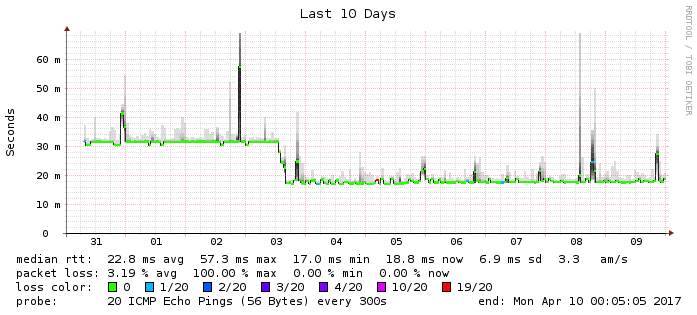 Last 10 Days
RRDTOOL / TOBI OETIKER
Seconds
60 m
50 m
40 m
30 m
20 m
10 m
0
31 01 02 03 04 05 06 07 08 09
median rtt: 22.8 ms avg 57.3 ms max 17.0 ms min 18.8 ms now 6.9 ms sd 3.3 am/s
packet loss: 3.19 % avg 100.00 % max 0.00 % min 0.00 % now
loss color: 0 1/20 2/20 3/20 4/20 10/20 19/20
probe: 20 ICMP Echo Pings (56 Bytes) every 300s end: Mon Apr 10 00:05:05 2017